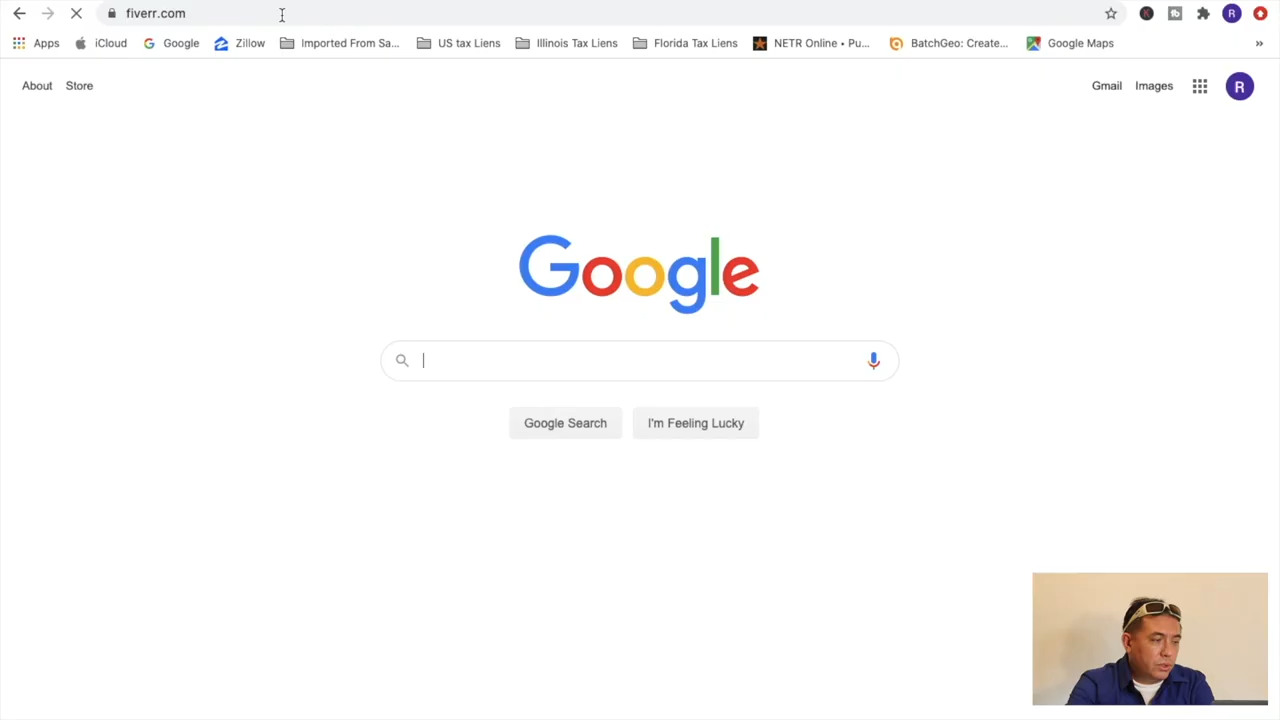 fiverr.com
Apps iCloud Google Zillow Imported From Sa... US tax Liens Illinois Tax Liens Florida Tax Liens NETR Online • Pu... BatchGeo: Create... Google Maps »
About Store Gmail Images R
Google
Google Search I'm Feeling Lucky